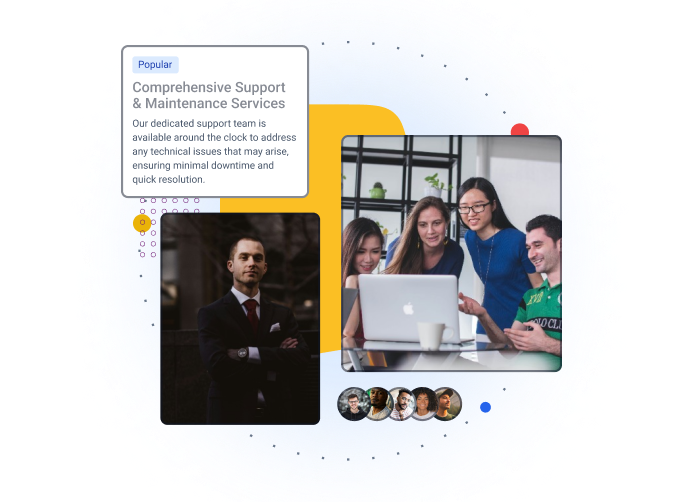 Popular
Comprehensive Support
& Maintenance Services
Our dedicated support team is
available around the clock to address
any technical issues that may arise,
ensuring minimal downtime and
quick resolution.